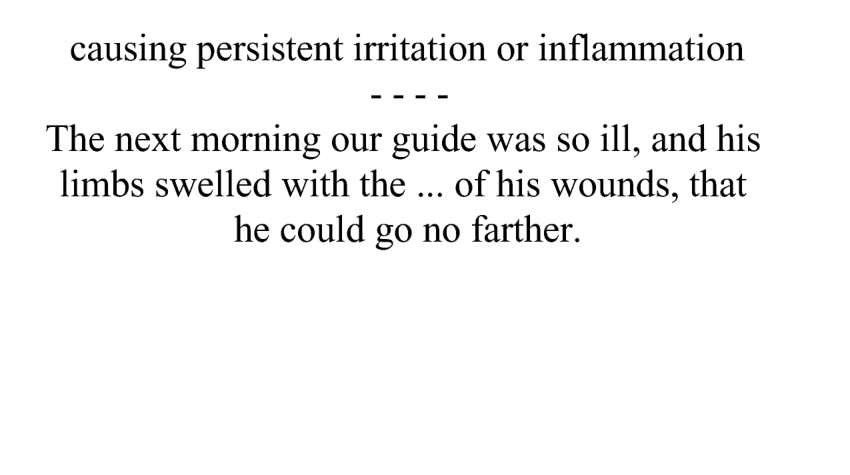 causing persistent irritation or inflammation
- - - -
The next morning our guide was so ill, and his
limbs swelled with the ... of his wounds, that
he could go no farther.